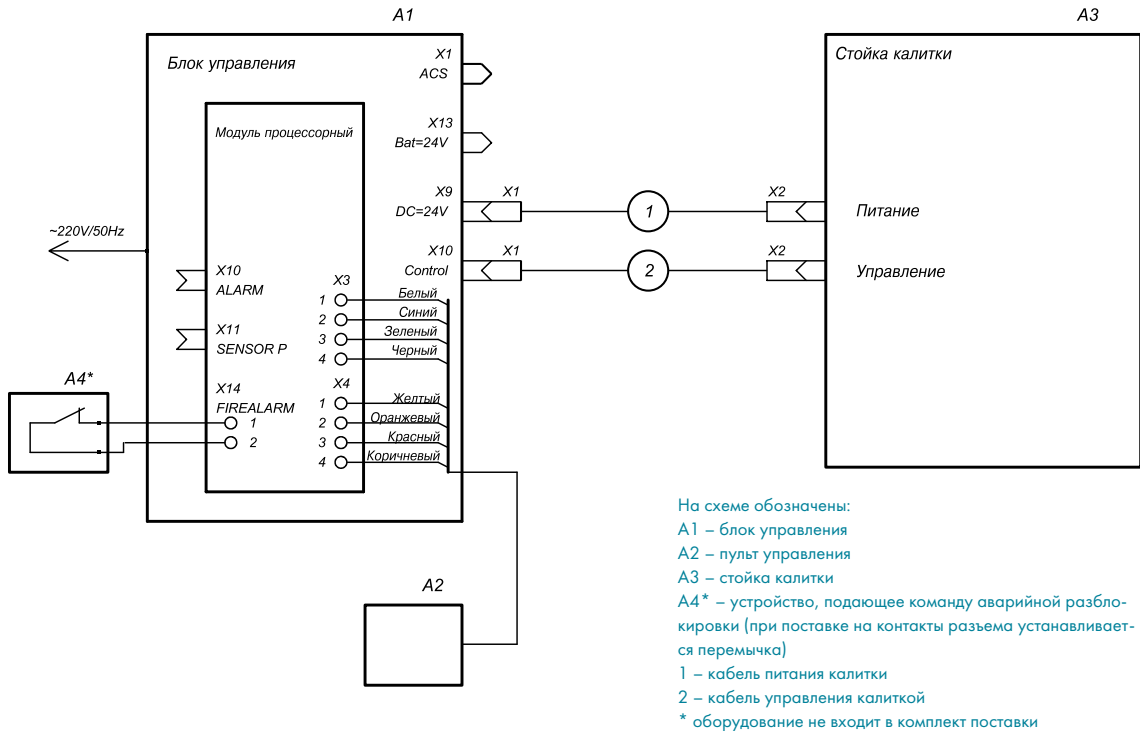 A1
A3
Блок управления
X1
ACS
Стойка калитки
Модуль процессорный
X13
Bat=24V
X9
DC=24V
X1
1
X2
Питание
~220V/50Hz
X10
Control
X1
2
X2
Управление
X10
ALARM
X3
1 Белый
2 Синий
X11
SENSOR P
3 Зеленый
4 Черный
A4*
X14
FIREALARM
1
2
X4
1 Желтый
2 Оранжевый
3 Красный
4 Коричневый
A2
На схеме обозначены:
А1 – блок управления
А2 – пульт управления
А3 – стойка калитки
А4* – устройство, подающее команду аварийной разбло-
кировки (при поставке на контакты разъема устанавливает-
ся перемычка)
1 – кабель питания калитки
2 – кабель управления калиткой
* оборудование не входит в комплект поставки